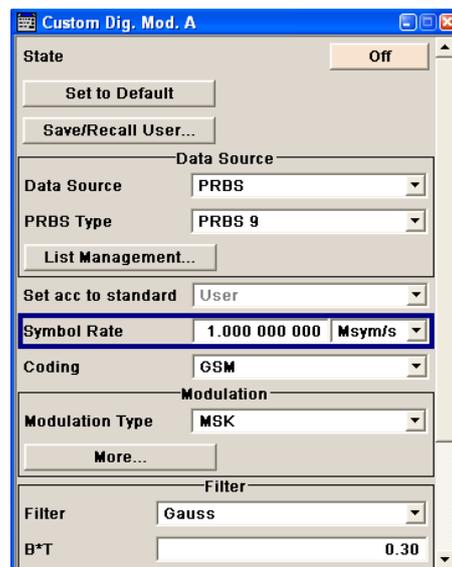 Custom Dig. Mod. A
State Off
Set to Default
Save/Recall User...
Data Source
Data Source PRBS
PRBS Type PRBS 9
List Management...
Set acc to standard User
Symbol Rate 1.000 000 000 Msym/s
Coding GSM
Modulation
Modulation Type MSK
More...
Filter
Filter Gauss
B*T 0.30